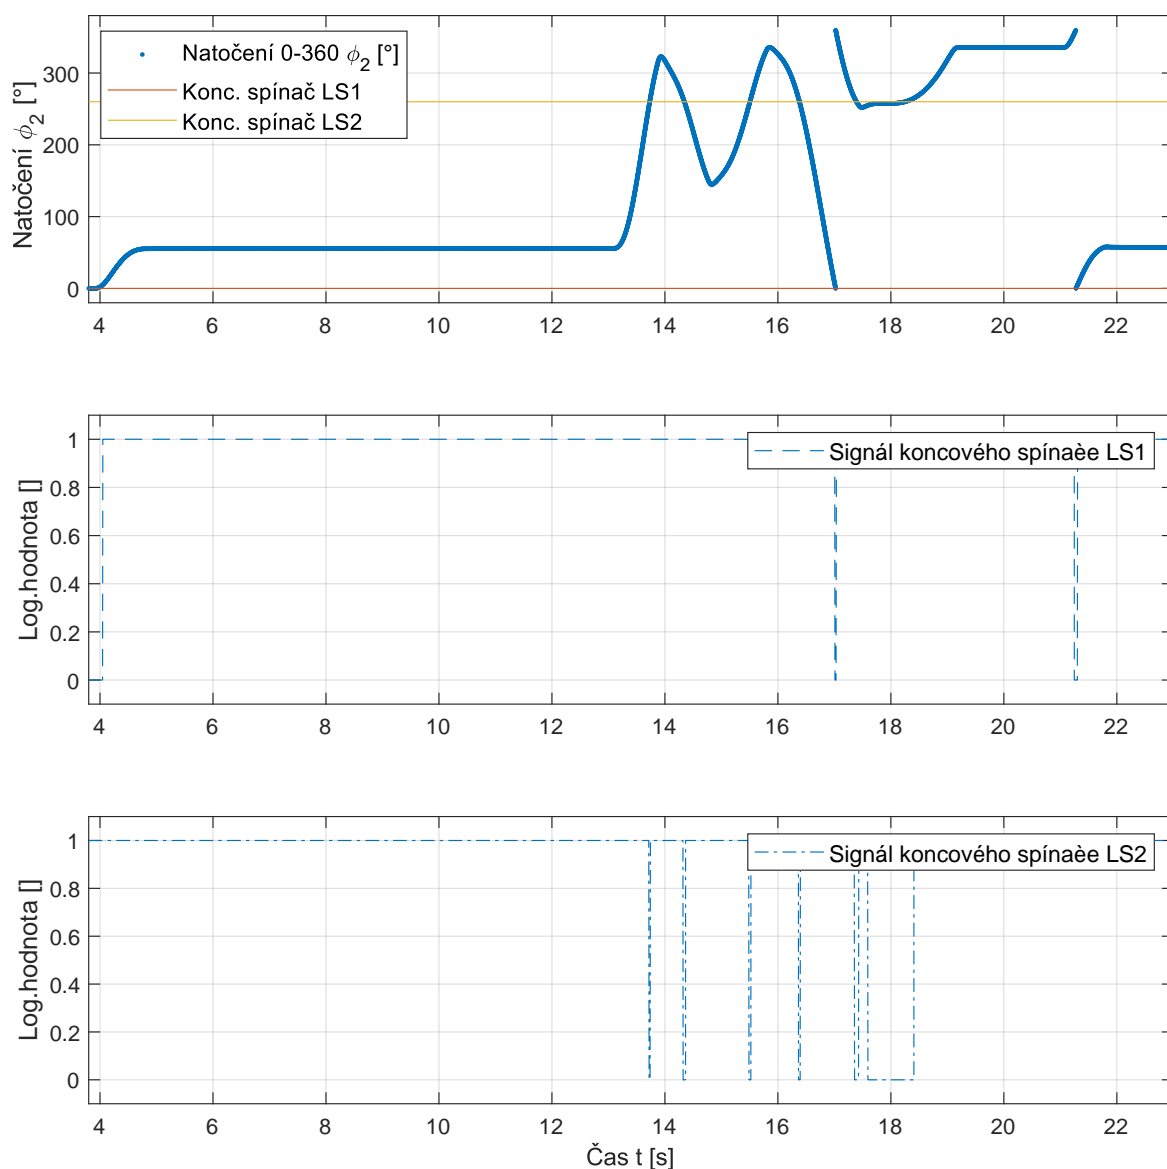 Natočení ϕ₂ [°]
300
200
100
0
Natočení 0-360 ϕ₂ [°]
Konc. spínač LS1
Konc. spínač LS2
4 6 8 10 12 14 16 18 20 22
Log.hodnota []
1
0.8
0.6
0.4
0.2
0
Signál koncového spínaèe LS1
4 6 8 10 12 14 16 18 20 22
Log.hodnota []
1
0.8
0.6
0.4
0.2
0
Signál koncového spínaèe LS2
4 6 8 10 12 14 16 18 20 22
Čas t [s]